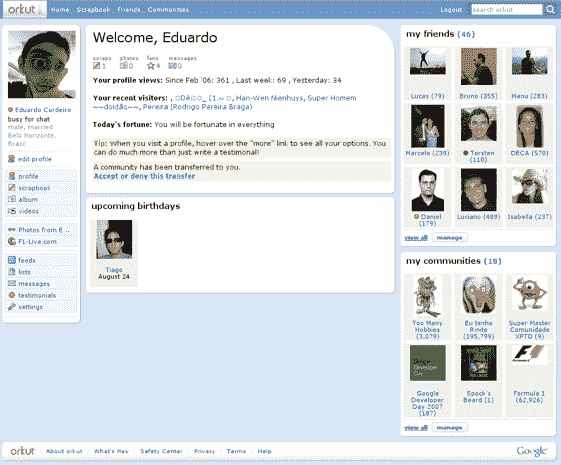 orkut Home Scrapbook Friends Communities Logout search orkut
Welcome, Eduardo
scraps photos fans messages
1 0 4 0
Your profile views: Since Feb '06: 361 , Last week: 69 , Yesterday: 34
Your recent visitors: , Han-Wen Nienhuys, Super Homem
Pereira (Rodrigo Pereira Braga)
Today's fortune: You will be fortunate in everything
Tip: When you visit a profile, hover over the "more" link to see all your options. You
can do much more than just write a testimonial!
A community has been transferred to you.
Accept or deny this transfer
upcoming birthdays
Tiago
August 24
Eduardo Cordeiro
busy for chat
male, married
Belo Horizonte,
Brazil
edit profile
profile
scrapbook
album
videos
Photos from E ...
F1-Live.com
feeds
lists
messages
testimonials
settings
my friends (46)
Lucas (79) Bruno (355) Manu (283)
Marcelo (239) Torsten (110) DECA (570)
Daniel (179) Luciano (489) Isabella (237)
view all manage
my communities (18)
Too Many Hobbies (3,079) Eu tenho Rinite (195,799) Super Master Comunidade XPTO (9)
Google Developer Day 2007 (187) Spock's Beard (1) Formula 1 (62,926)
view all manage
orkut About orkut What's New Safety Center Privacy Terms Help Google